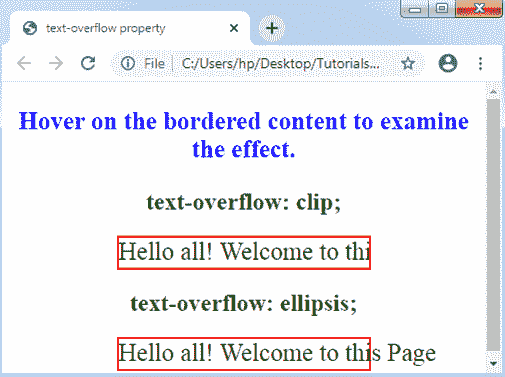 text-overflow property
File | C:/Users/hp/Desktop/Tutorials...
Hover on the bordered content to examine
the effect.
text-overflow: clip;
Hello all! Welcome to thi
text-overflow: ellipsis;
Hello all! Welcome to this Page